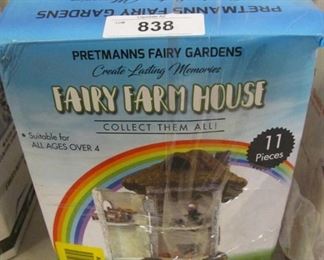 PRETMANNS FAIRY GARDENS
838
PRETMANNS FAIRY GARDENS
Create Lasting Memories
FAIRY FARM HOUSE
COLLECT THEM ALL!
• Suitable for
ALL AGES OVER 4
11
Pieces